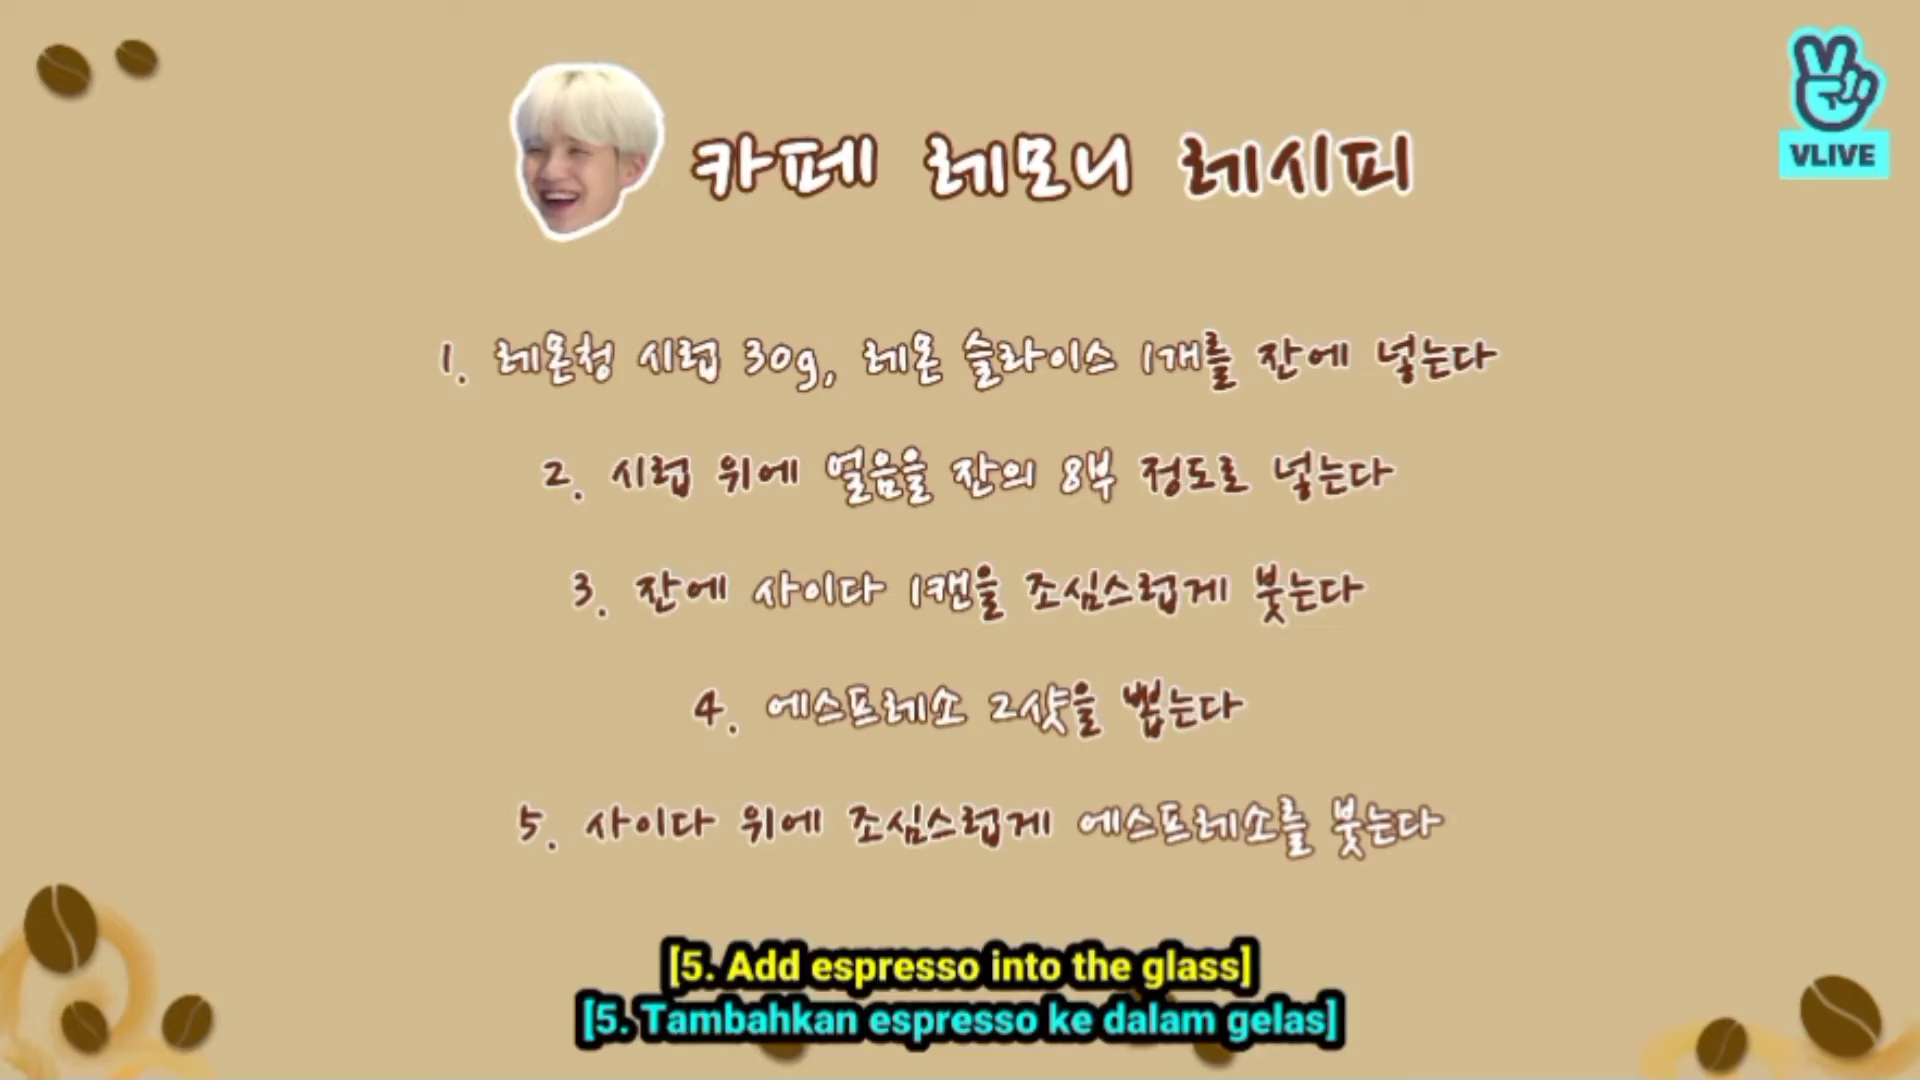 VLIVE
카페 레모니 레시피
1. 레몬청 시럽 30g, 레몬 슬라이스 1개를 잔에 넣는다
2. 시럽 위에 얼음을 잔의 8부 정도로 넣는다
3. 잔에 사이다 1캔을 조심스럽게 붓는다
4. 에스프레소 2샷을 뽑는다
5. 사이다 위에 조심스럽게 에스프레소를 붓는다
[5. Add espresso into the glass]
[5. Tambahkan espresso ke dalam gelas]